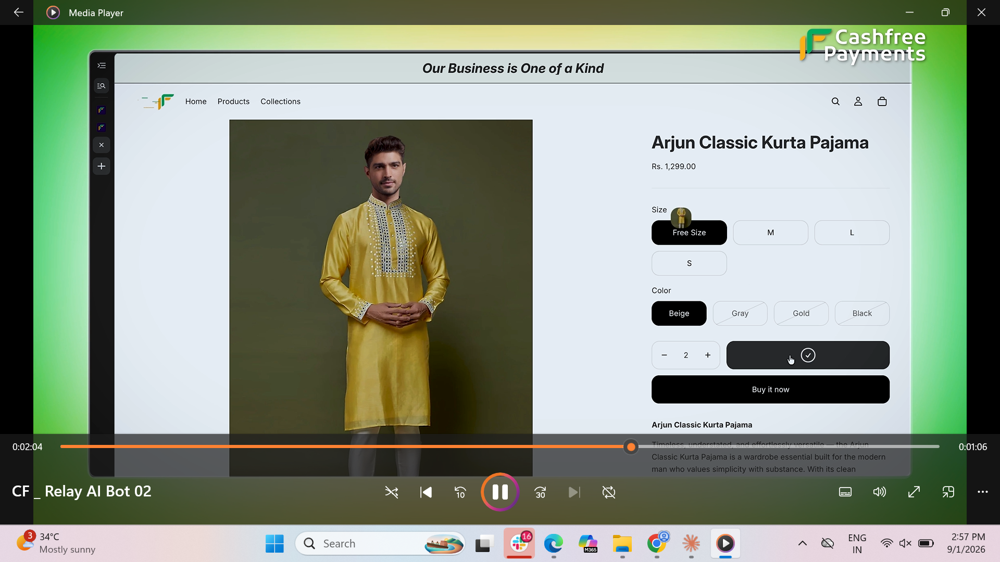 Media Player
Cashfree
Payments
Our Business is One of a Kind
Home Products Collections
Arjun Classic Kurta Pajama
Rs. 1,299.00
Size
Free Size M L
S
Color
Beige Gray Gold Black
2
Buy it now
Arjun Classic Kurta Pajama
Timeless, understated, and effortlessly versatile — the Arjun
Classic Kurta Pajama is a wardrobe essential built for the modern
man who values simplicity with substance. With its clean
0:02:04 0:01:06
CF _ Relay AI Bot 02
10 30
3 34°C
Mostly sunny
Search
16
M365
ENG
IN
2:57 PM
9/1/2026